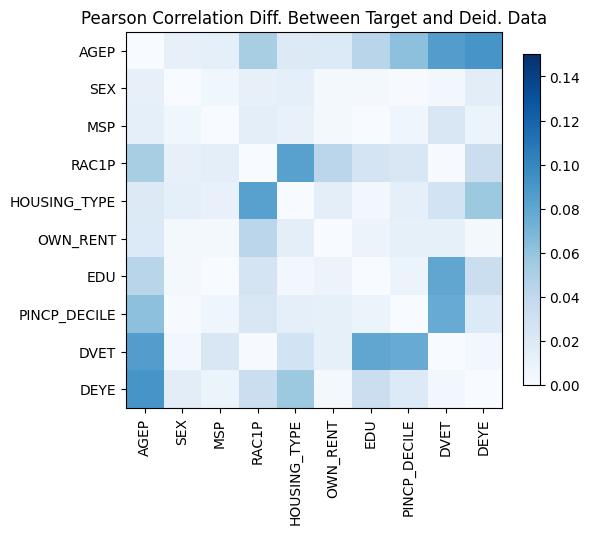 Pearson Correlation Diff. Between Target and Deid. Data
AGEP
SEX
MSP
RAC1P
HOUSING_TYPE
OWN_RENT
EDU
PINCP_DECILE
DVET
DEYE
AGEP
SEX
MSP
RAC1P
HOUSING_TYPE
OWN_RENT
EDU
PINCP_DECILE
DVET
DEYE
0.14
0.12
0.10
0.08
0.06
0.04
0.02
0.00